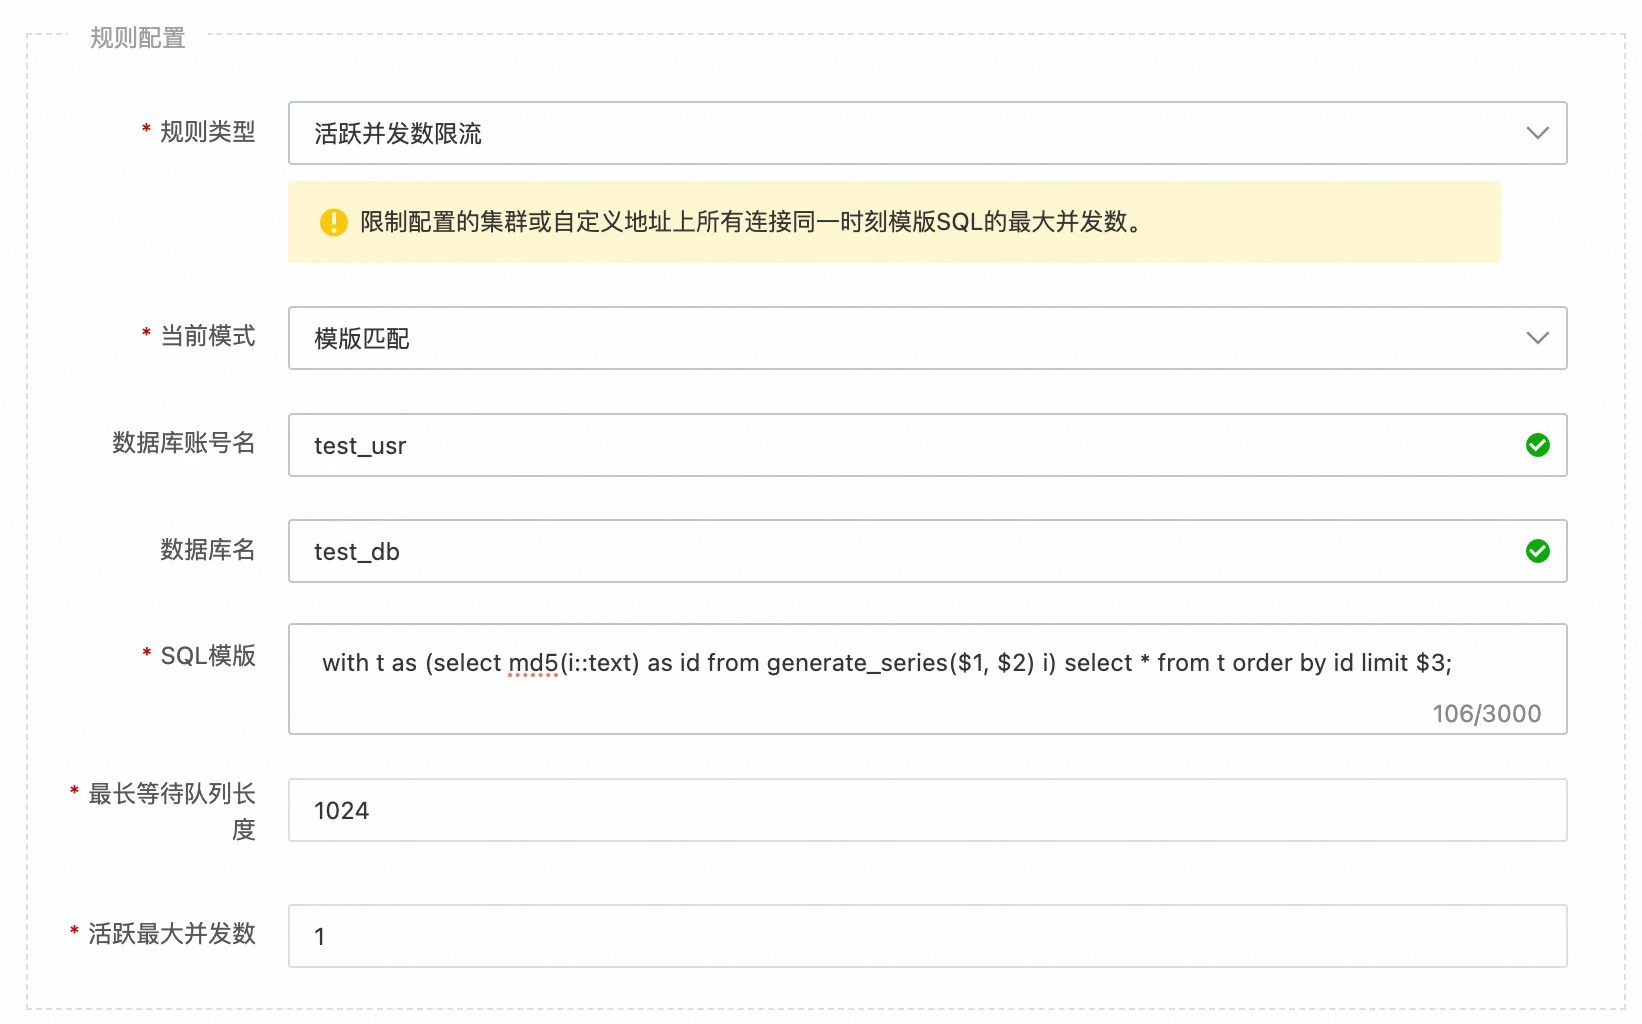 规则配置
* 规则类型
活跃并发数限流
限制配置的集群或自定义地址上所有连接同一时刻模版SQL的最大并发数。
* 当前模式
模版匹配
数据库账号名
test_usr
数据库名
test_db
* SQL模版
with t as (select md5(i::text) as id from generate_series($1, $2) i) select * from t order by id limit $3;
106/3000
* 最长等待队列长
度
1024
* 活跃最大并发数
1